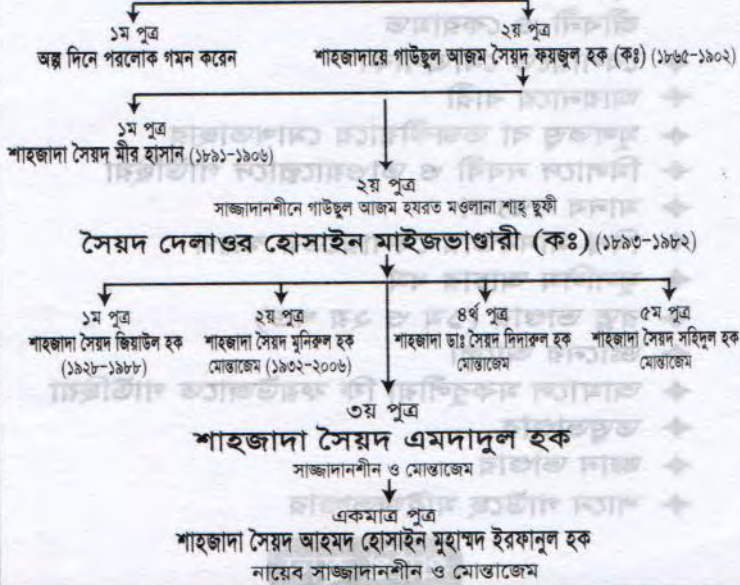 ১ম পুত্র
অল্প দিনে পরলোক গমন করেন
২য় পুত্র
শাহজাদায়ে গাউছুল আজম সৈয়দ ফয়জুল হক (কঃ) (১৮৬৫-১৯০২)
১ম পুত্র
শাহজাদা সৈয়দ মীর হাসান (১৮৯১-১৯০৬)
২য় পুত্র
সাজ্জাদানশীনে গাউছুল আজম হযরত মওলানা শাহ্ ছুফী
সৈয়দ দেলাওর হোসাইন মাইজভাণ্ডারী (কঃ) (১৮৯৩-১৯৮২)
১ম পুত্র
শাহজাদা সৈয়দ জিয়াউল হক
(১৯২৮-১৯৮৮)
২য় পুত্র
শাহজাদা সৈয়দ মুনিরুল হক
মোন্তাজেম (১৯৩২-২০০৬)
৪র্থ পুত্র
শাহজাদা ডাঃ সৈয়দ দিদারুল হক
মোন্তাজেম
৫ম পুত্র
শাহজাদা সৈয়দ সহিদুল হক
মোন্তাজেম
৩য় পুত্র
শাহজাদা সৈয়দ এমদাদুল হক
সাজ্জাদানশীন ও মোন্তাজেম
একমাত্র পুত্র
শাহজাদা সৈয়দ আহমদ হোসাইন মুহাম্মদ ইরফানুল হক
নায়েব সাজ্জাদানশীন ও মোন্তাজেম